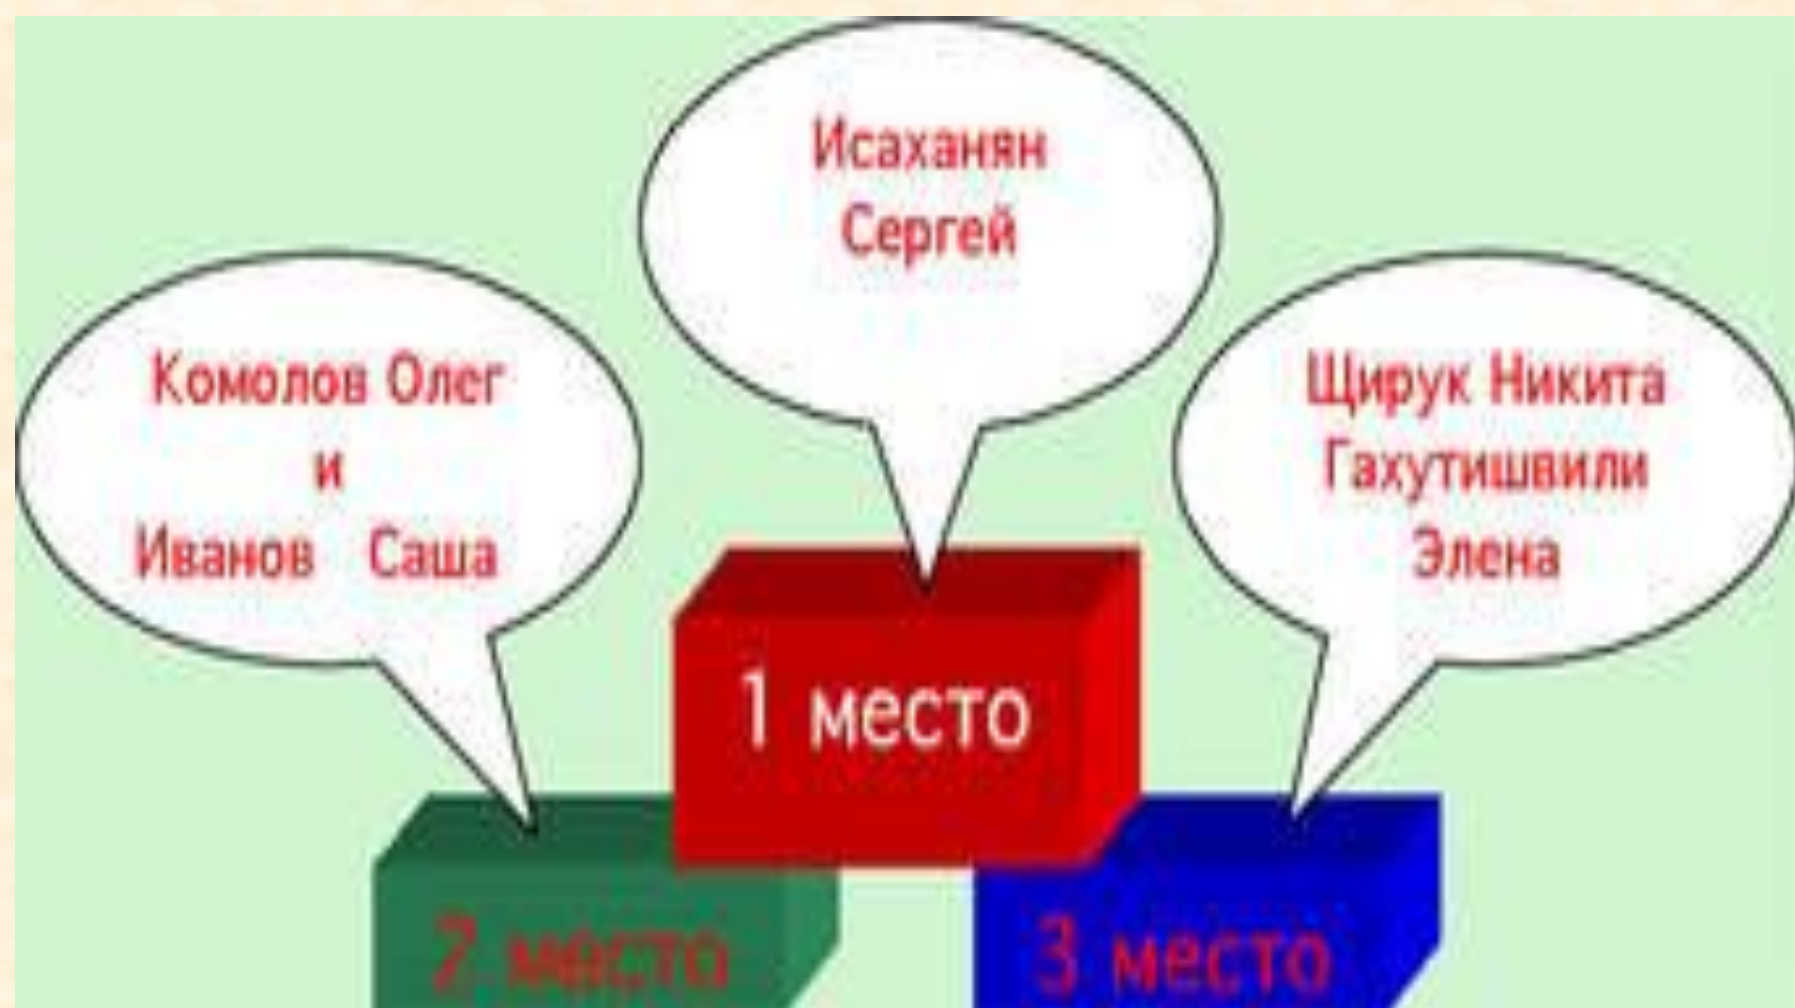 Исаханян
Сергей
Комолов Олег
и
Иванов Саша
Щирук Никита
Гахутишвили
Элена
1 место
2 место
3 место